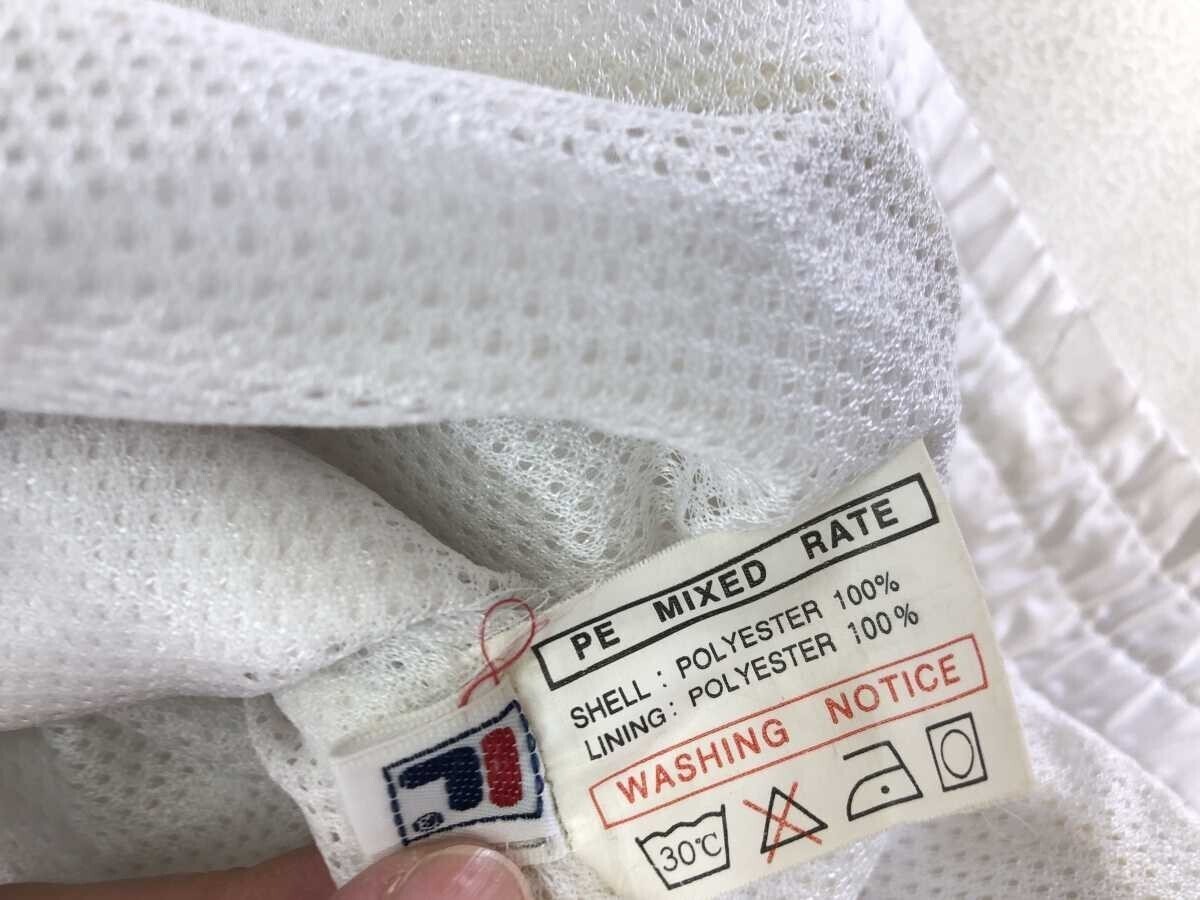 PE MIXED RATE
SHELL : POLYESTER 100%
LINING : POLYESTER 100%
WASHING NOTICE
30℃
®